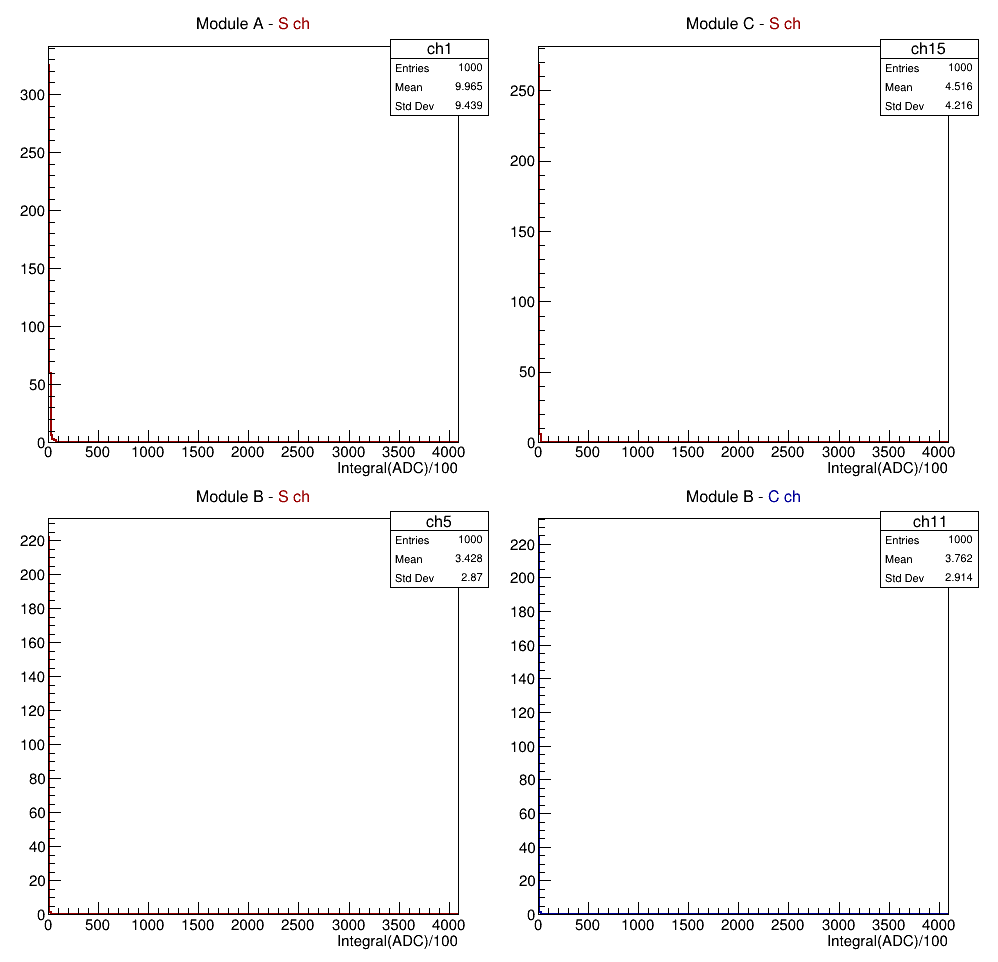 Module A - S ch
ch1
Entries 1000
Mean 9.965
Std Dev 9.439
300
250
200
150
100
50
0
0 500 1000 1500 2000 2500 3000 3500 4000
Integral(ADC)/100
Module C - S ch
ch15
Entries 1000
Mean 4.516
Std Dev 4.216
250
200
150
100
50
0
0 500 1000 1500 2000 2500 3000 3500 4000
Integral(ADC)/100
Module B - S ch
ch5
Entries 1000
Mean 3.428
Std Dev 2.87
220
200
180
160
140
120
100
80
60
40
20
0
0 500 1000 1500 2000 2500 3000 3500 4000
Integral(ADC)/100
Module B - C ch
ch11
Entries 1000
Mean 3.762
Std Dev 2.914
220
200
180
160
140
120
100
80
60
40
20
0
0 500 1000 1500 2000 2500 3000 3500 4000
Integral(ADC)/100